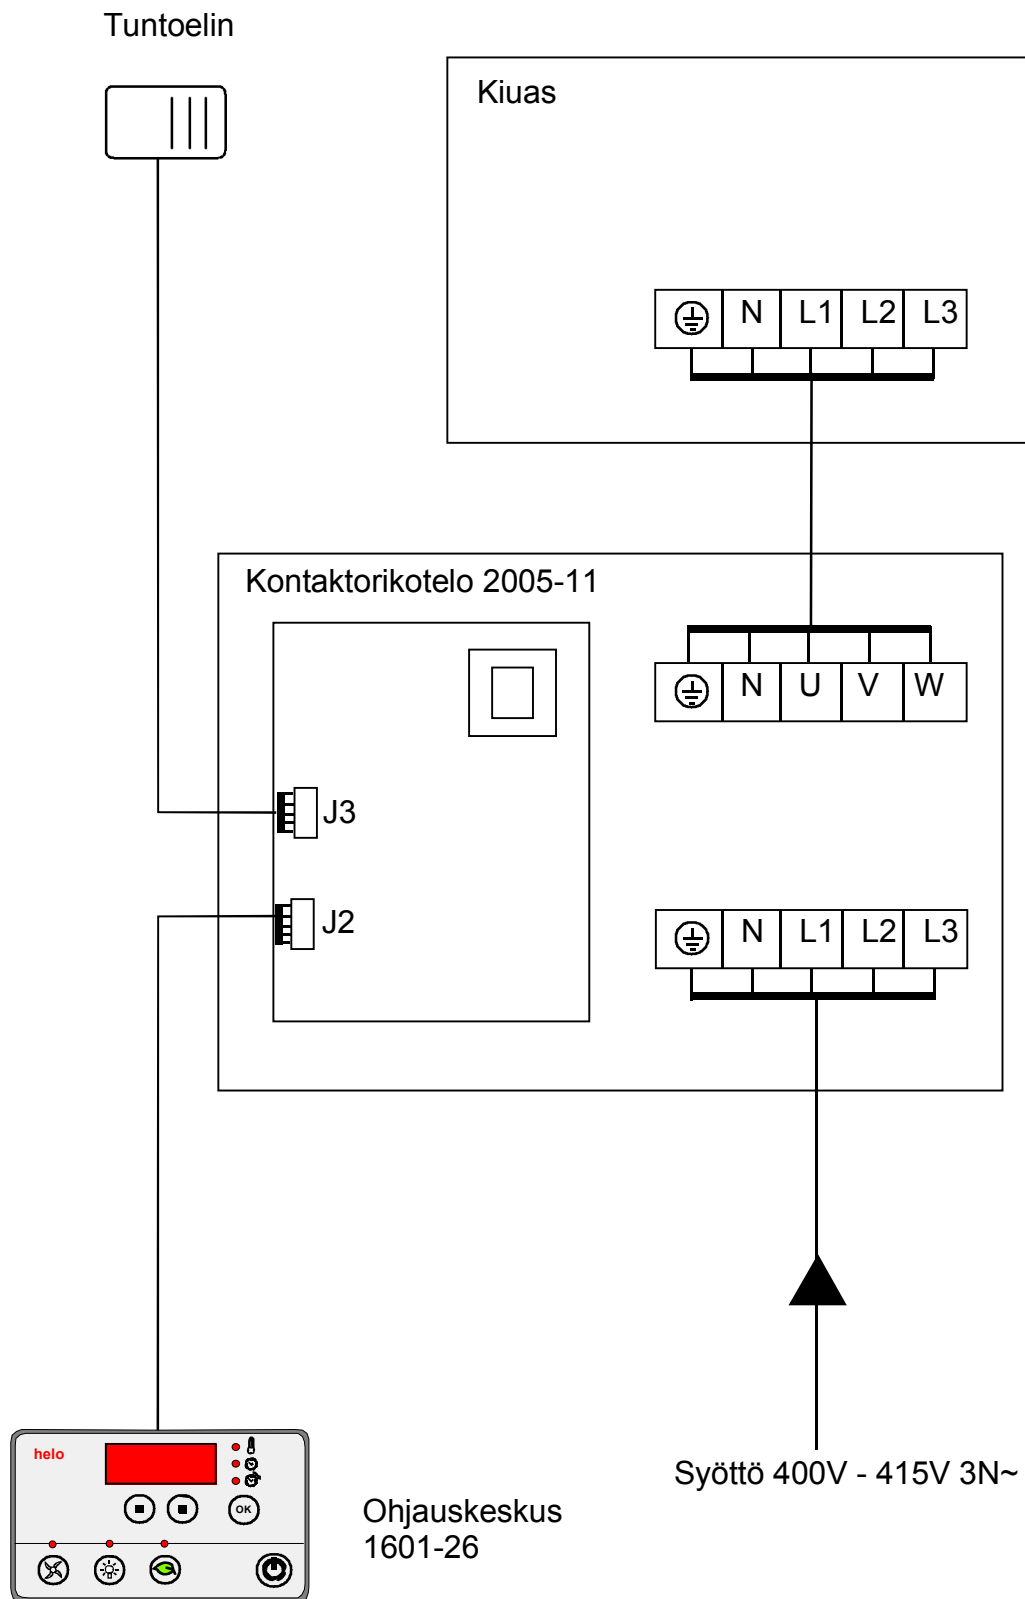 Tuntoelin
Kiuas
N L1 L2 L3
Kontaktorikotelo 2005-11
N U V W
J3
J2
N L1 L2 L3
helo
OK
Syöttö 400V - 415V 3N~
Ohjauskeskus
1601-26